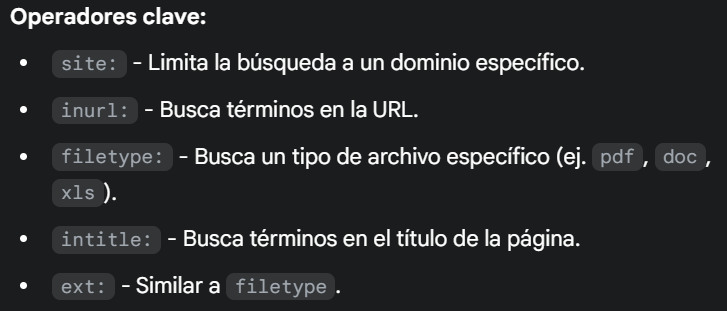 Operadores clave:
• site: - Limita la búsqueda a un dominio específico.
• inurl: - Busca términos en la URL.
• filetype: - Busca un tipo de archivo específico (ej. pdf, doc,
xls).
• intitle: - Busca términos en el título de la página.
• ext: - Similar a filetype.